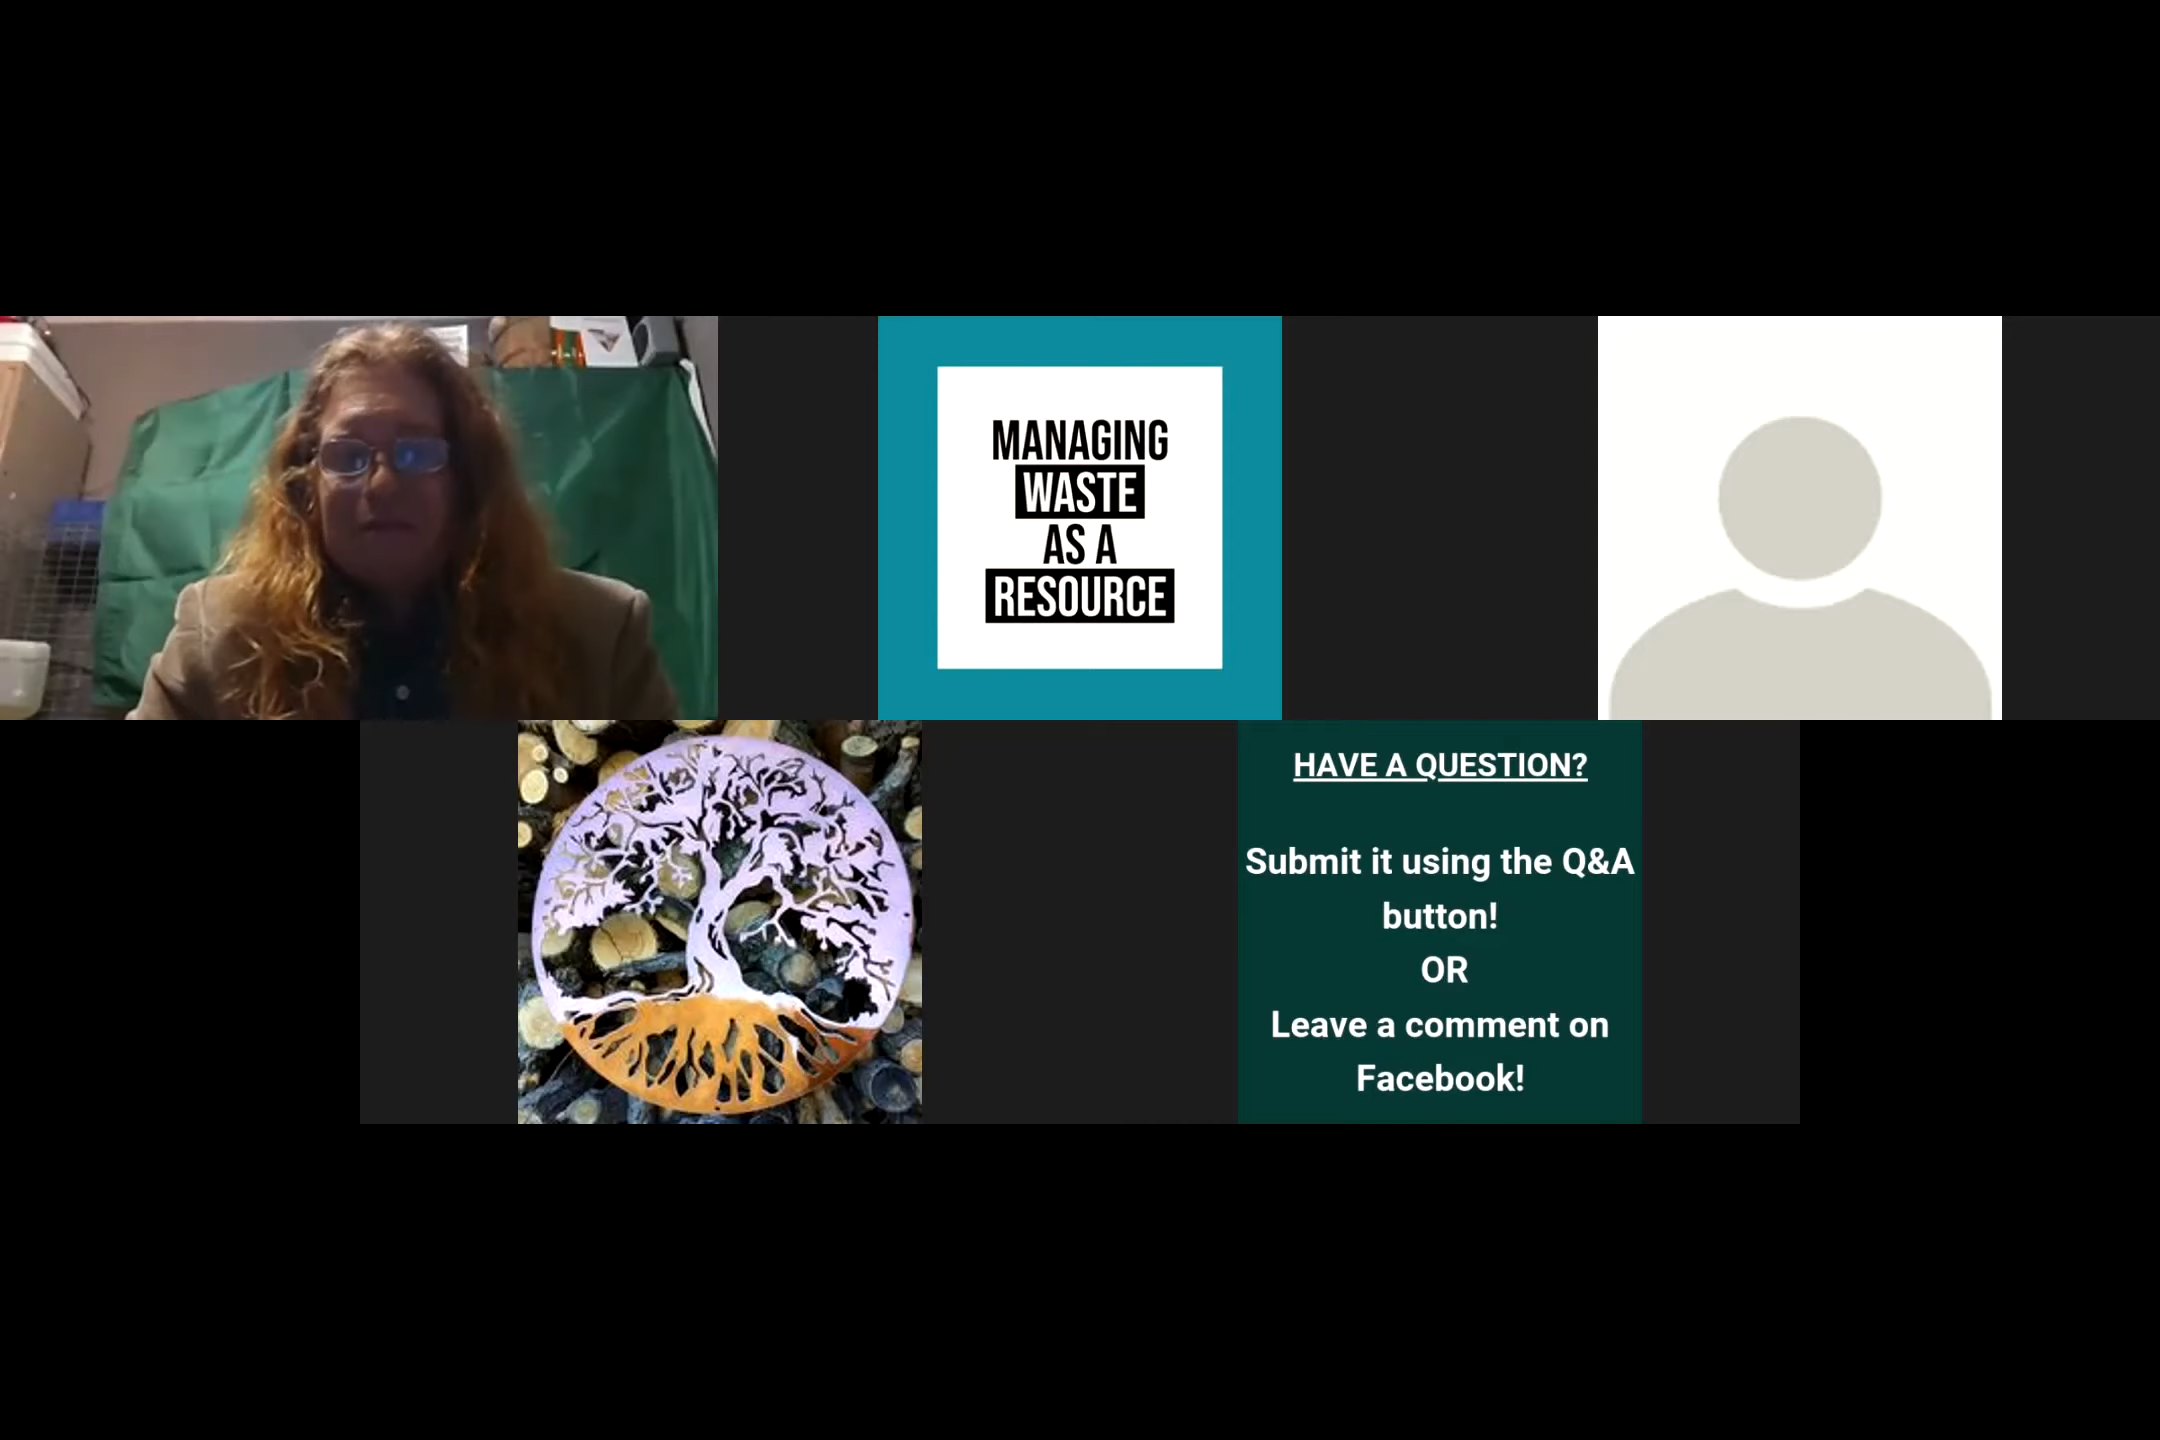 MANAGING
WASTE
AS A
RESOURCE
HAVE A QUESTION?
Submit it using the Q&A
button!
OR
Leave a comment on
Facebook!